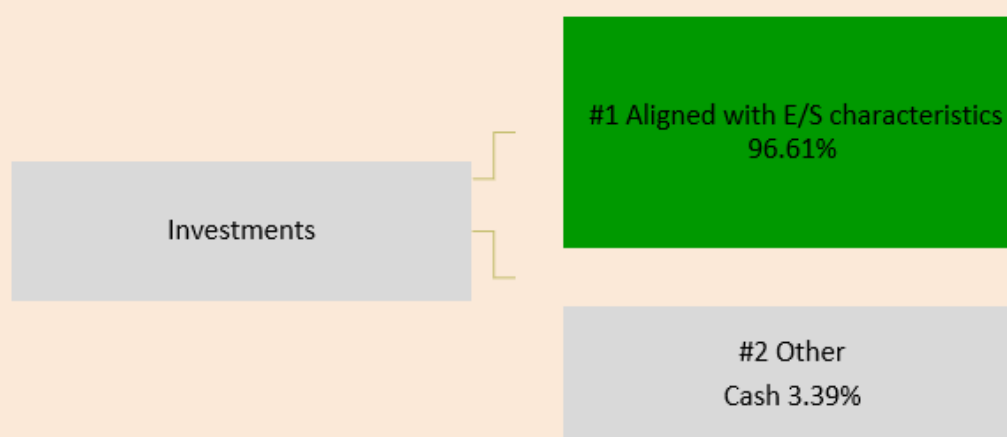 #1 Aligned with E/S characteristics
96.61%
Investments
#2 Other
Cash 3.39%